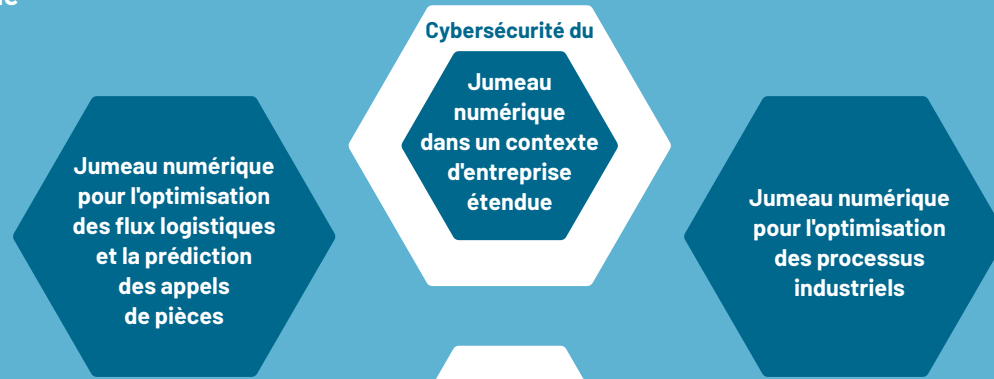 Cybersécurité du
Jumeau
numérique
dans un contexte
d'entreprise
étendue
Jumeau numérique
pour l'optimisation
des flux logistiques
et la prédiction
des appels
de pièces
Jumeau numérique
pour l'optimisation
des processus
industriels